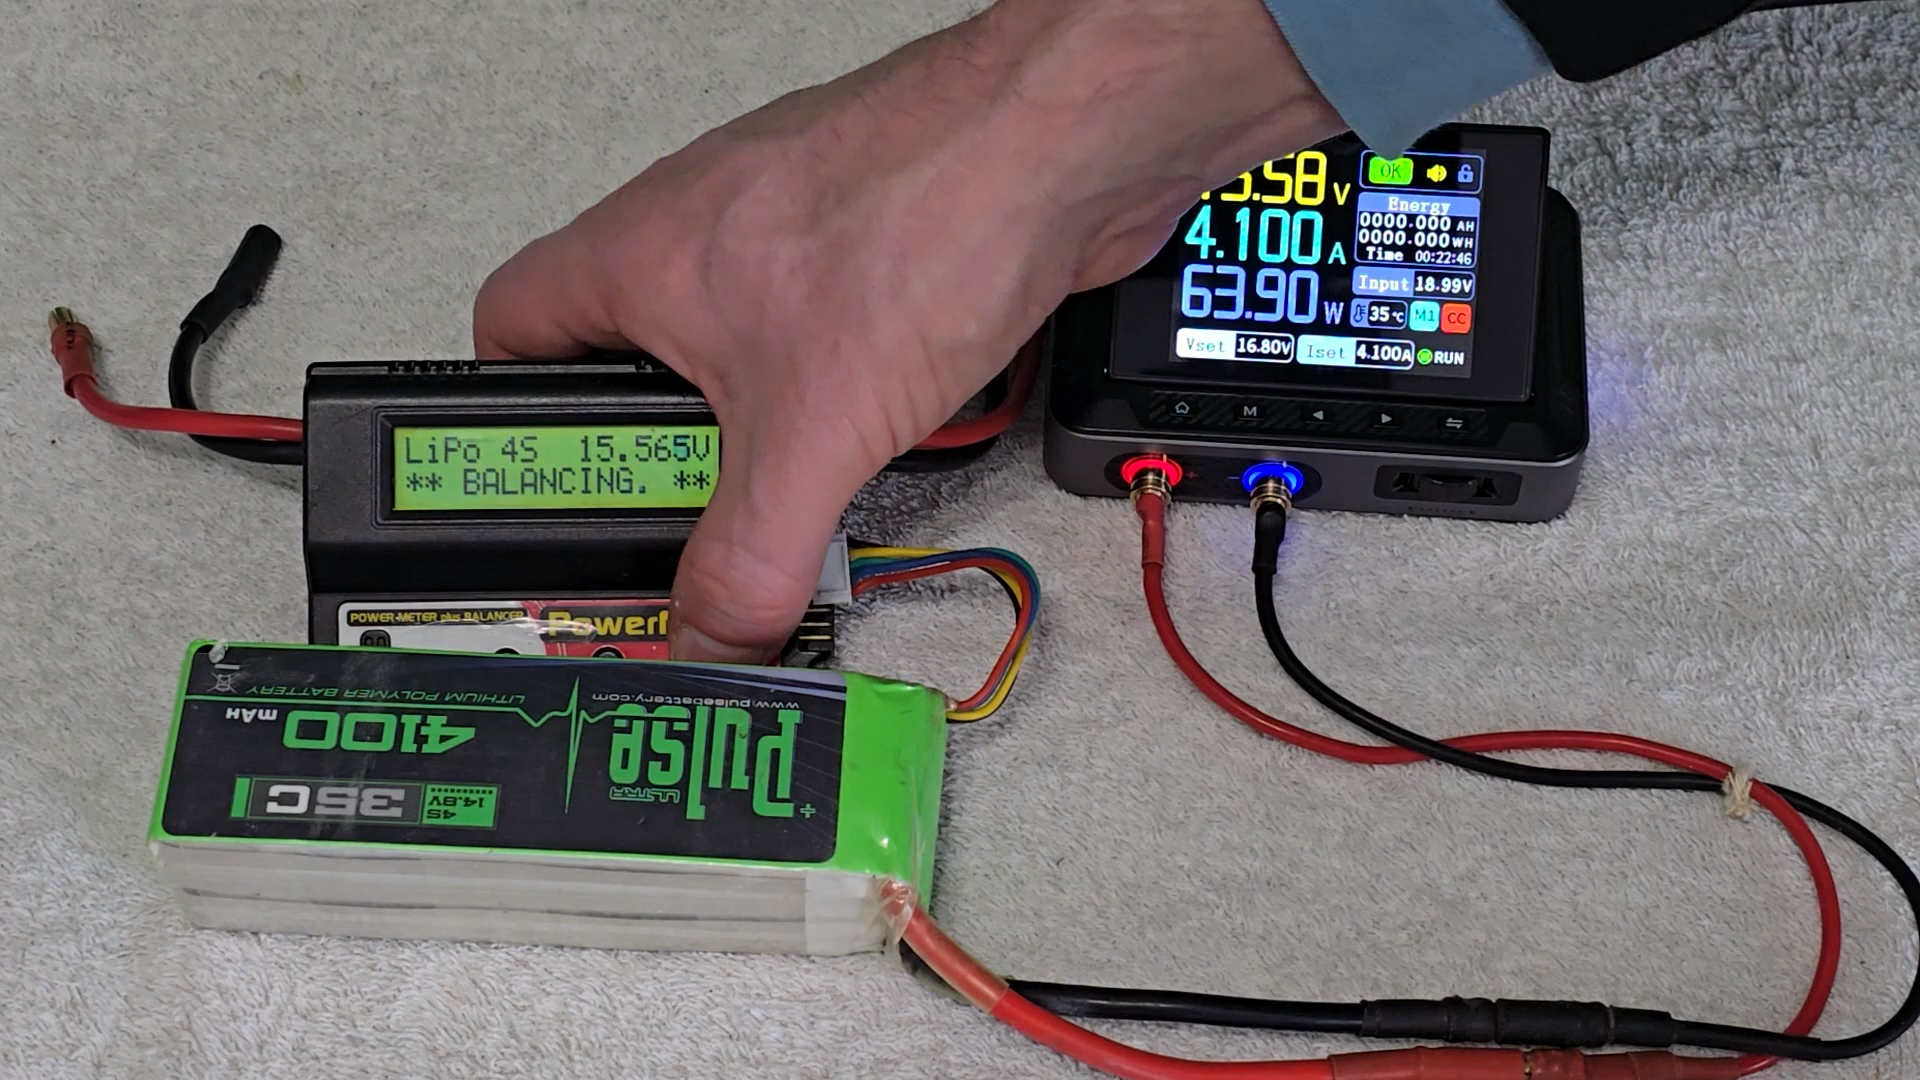 LiPo 4S 15.565V
** BALANCING. **
POWER METER plus BALANCER
5.58 V
4.100 A
63.90 W
OK
Energy
0000.000 AH
0000.000 WH
Time 00:22:46
Input 18.99V
35 °C M1 CC
Vset 16.80V Iset 4.100A RUN
M
+
-
+
ULTRA
Pulse
www.pulsebattery.com
4S
14.8V
35C
4100 mAH
LITHIUM POLYMER BATTERY